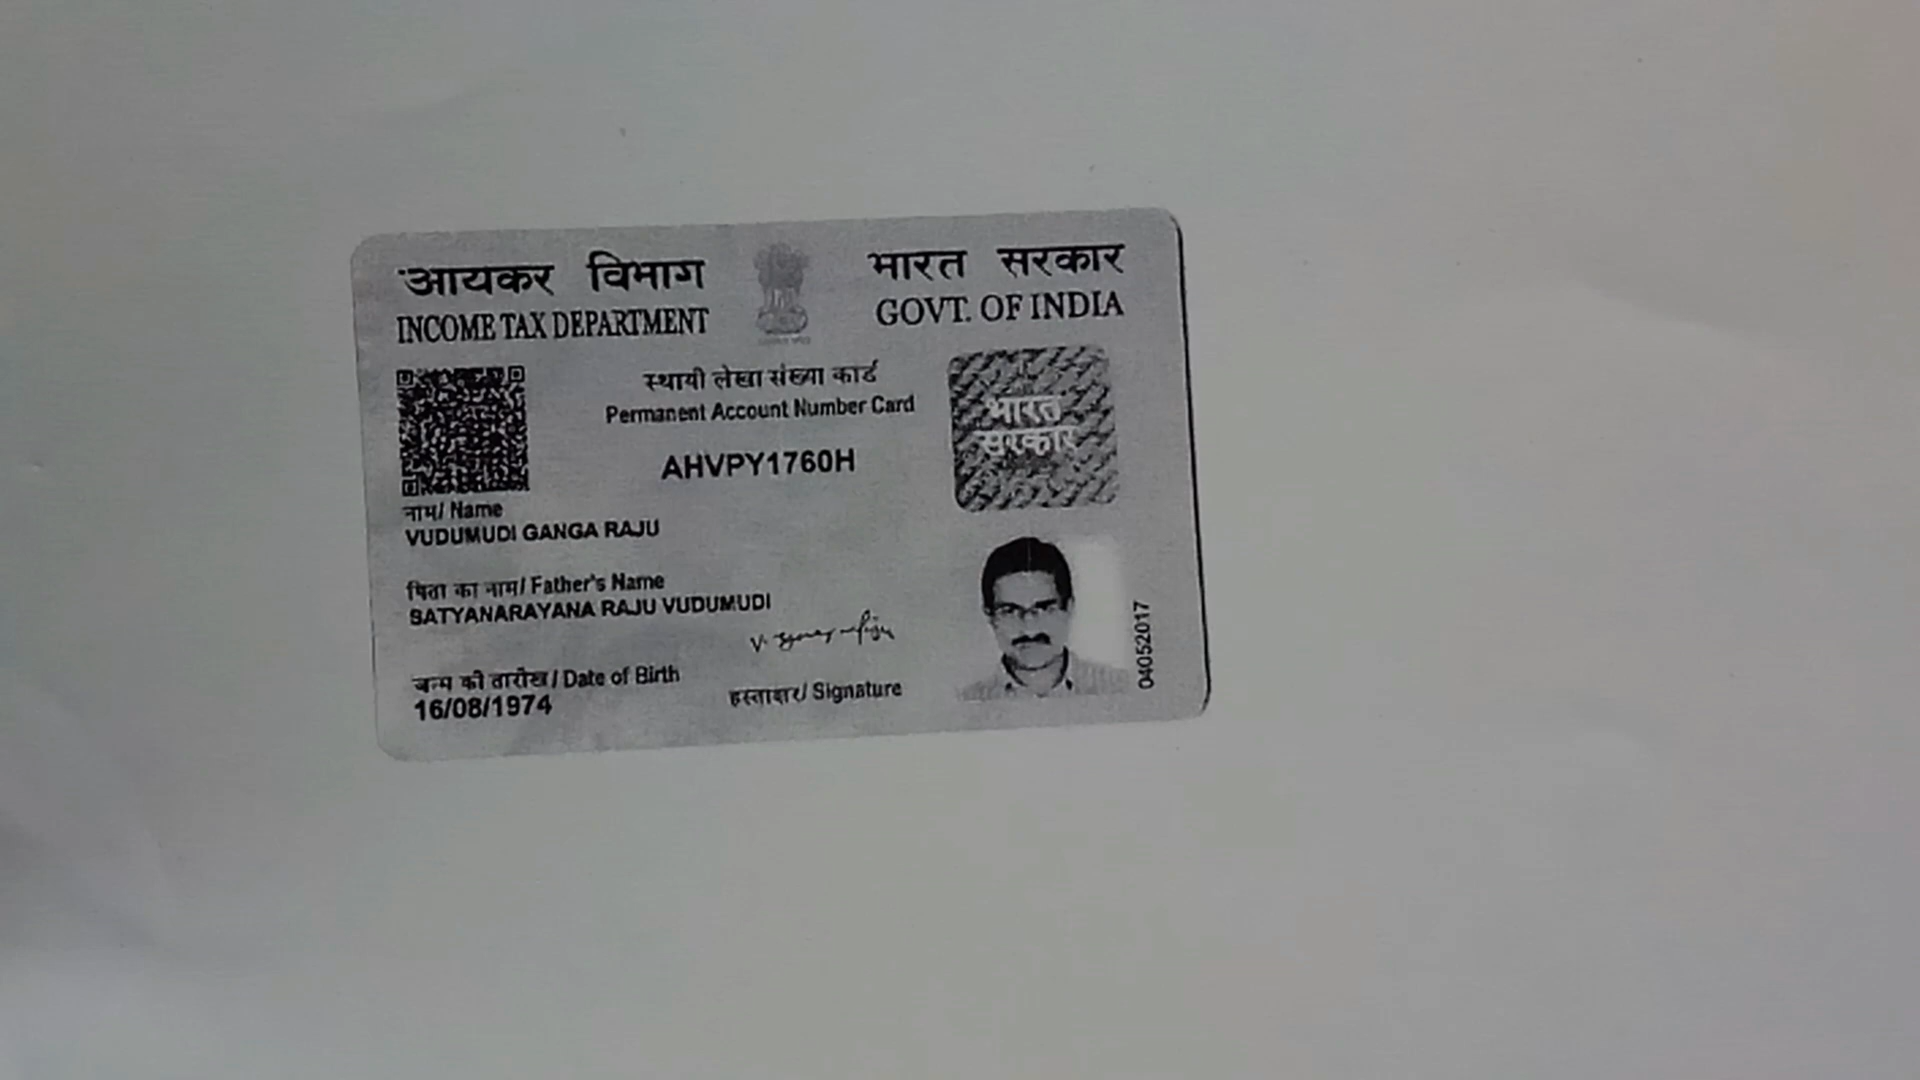 आयकर विभाग
INCOME TAX DEPARTMENT
भारत सरकार
GOVT. OF INDIA
स्थायी लेखा संख्या कार्ड
Permanent Account Number Card
AHVPY1760H
भारत
सरकार
नाम/ Name
VUDUMUDI GANGA RAJU
पिता का नाम/ Father's Name
SATYANARAYANA RAJU VUDUMUDI
जन्म की तारीख / Date of Birth
16/08/1974
हस्ताक्षर/ Signature
04052017